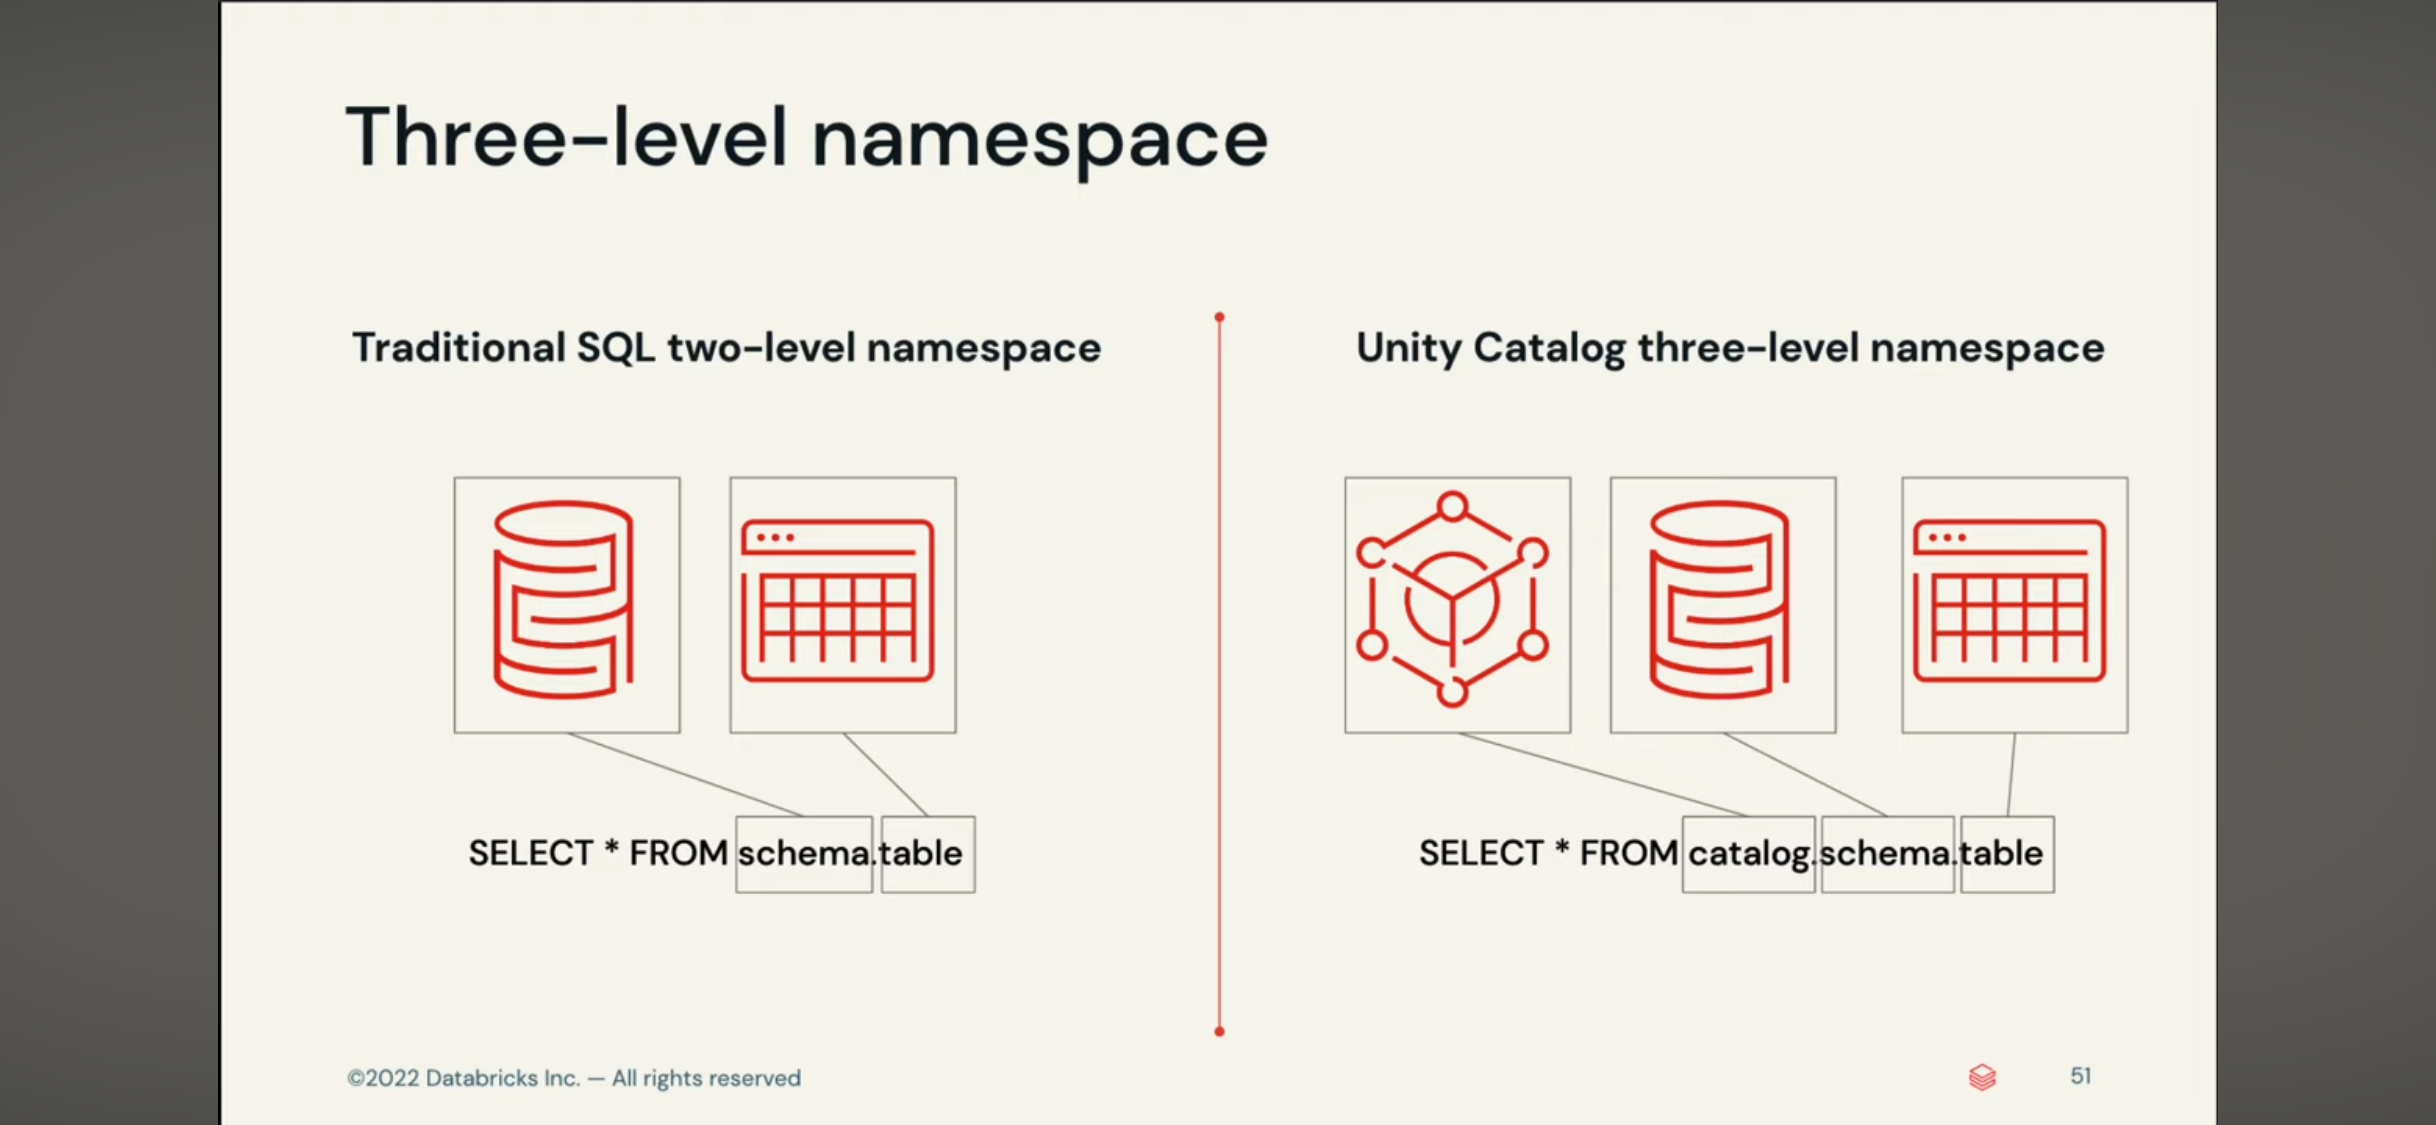 Three-level namespace
Traditional SQL two-level namespace
SELECT * FROM schema.table
Unity Catalog three-level namespace
SELECT * FROM catalog.schema.table
©2022 Databricks Inc. — All rights reserved
51